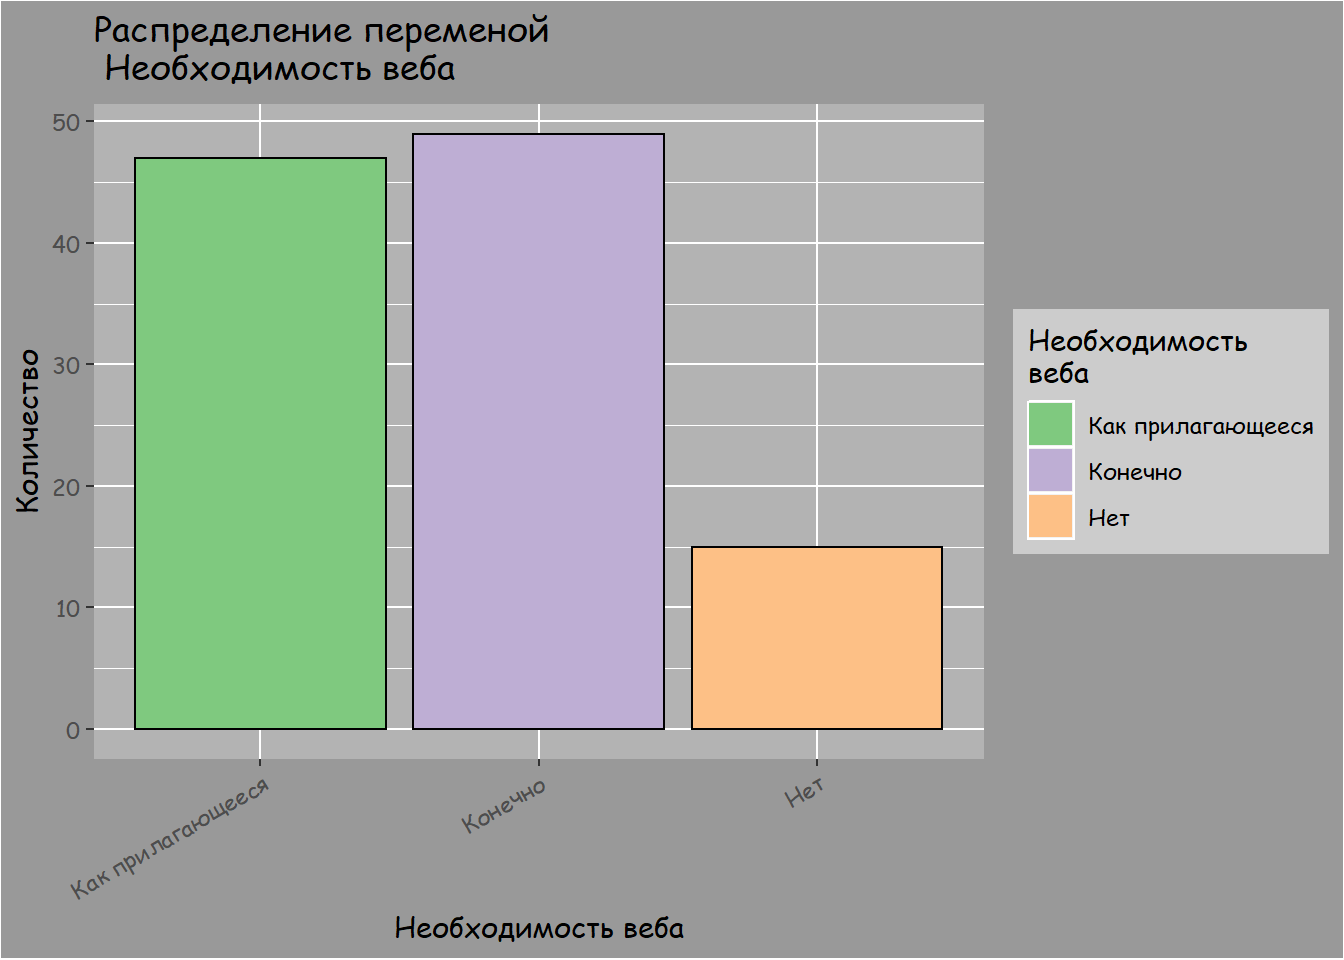 Распределение переменой
Необходимость веба
Количество
50
40
30
20
10
0
Как прилагающееся
Конечно
Нет
Необходимость веба
Необходимость
веба
Как прилагающееся
Конечно
Нет